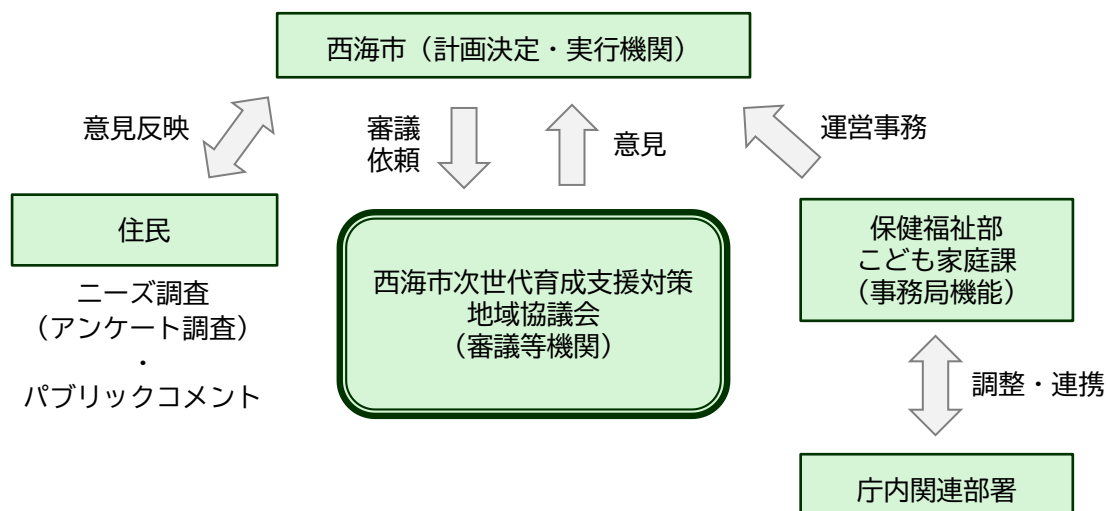 西海市（計画決定・実行機関）
意見反映
審議
依頼
意見
運営事務
住民
ニーズ調査
（アンケート調査）
・
パブリックコメント
西海市次世代育成支援対策
地域協議会
（審議等機関）
保健福祉部
こども家庭課
（事務局機能）
調整・連携
庁内関連部署